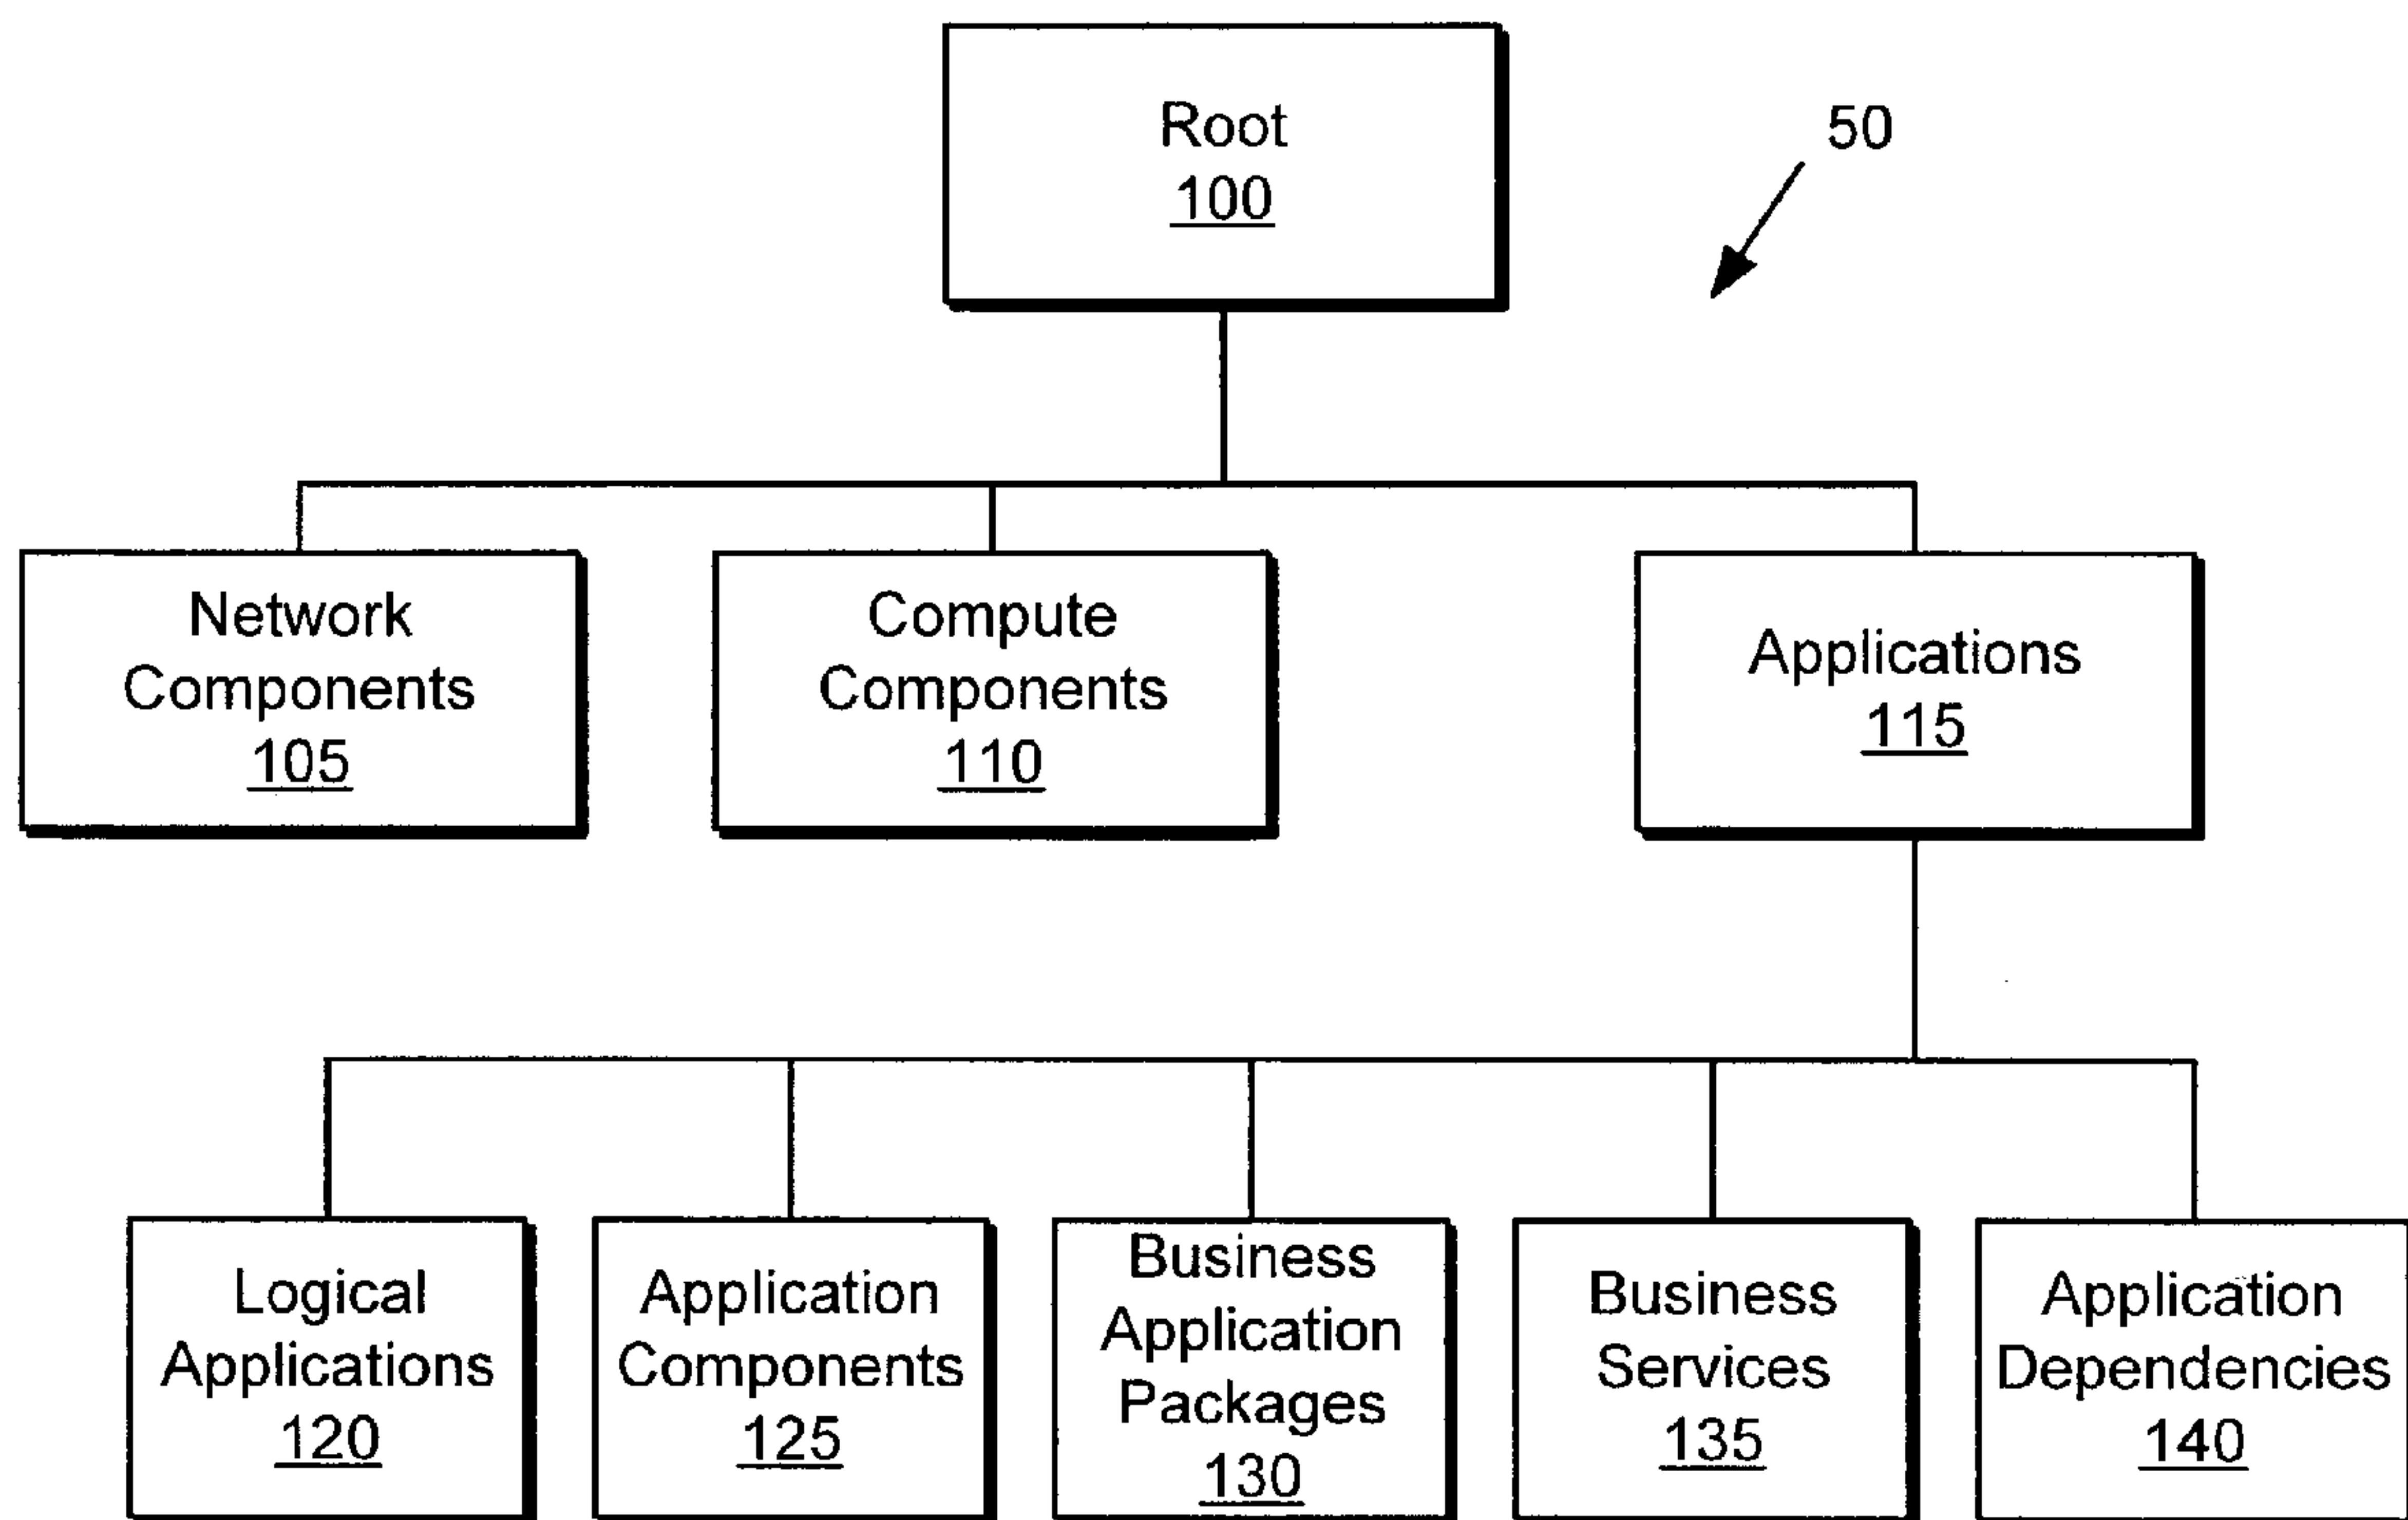 Root
100
50
Network
Components
105
Compute
Components
110
Applications
115
Logical
Applications
120
Application
Components
125
Business
Application
Packages
130
Business
Services
135
Application
Dependencies
140